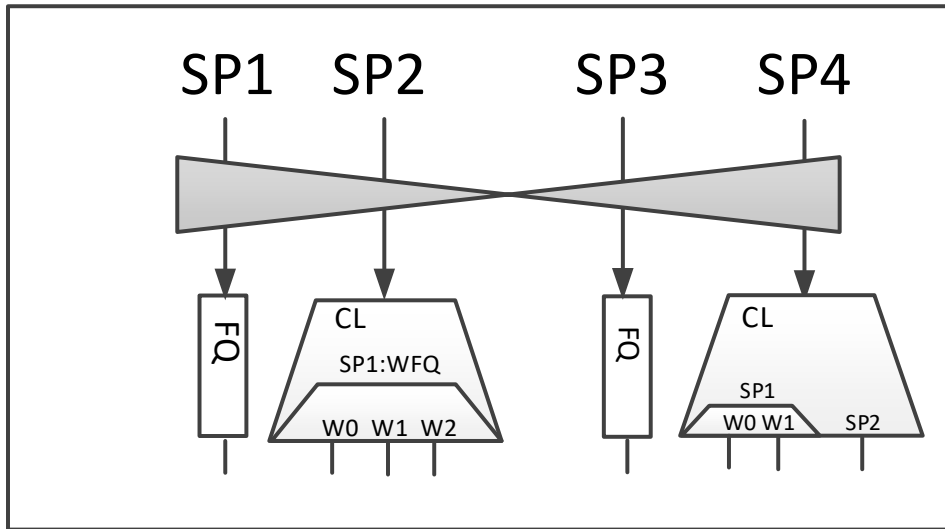 SP1 SP2 SP3 SP4
FQ
CL
SP1:WFQ
W0 W1 W2
FQ
CL
SP1
W0 W1 SP2